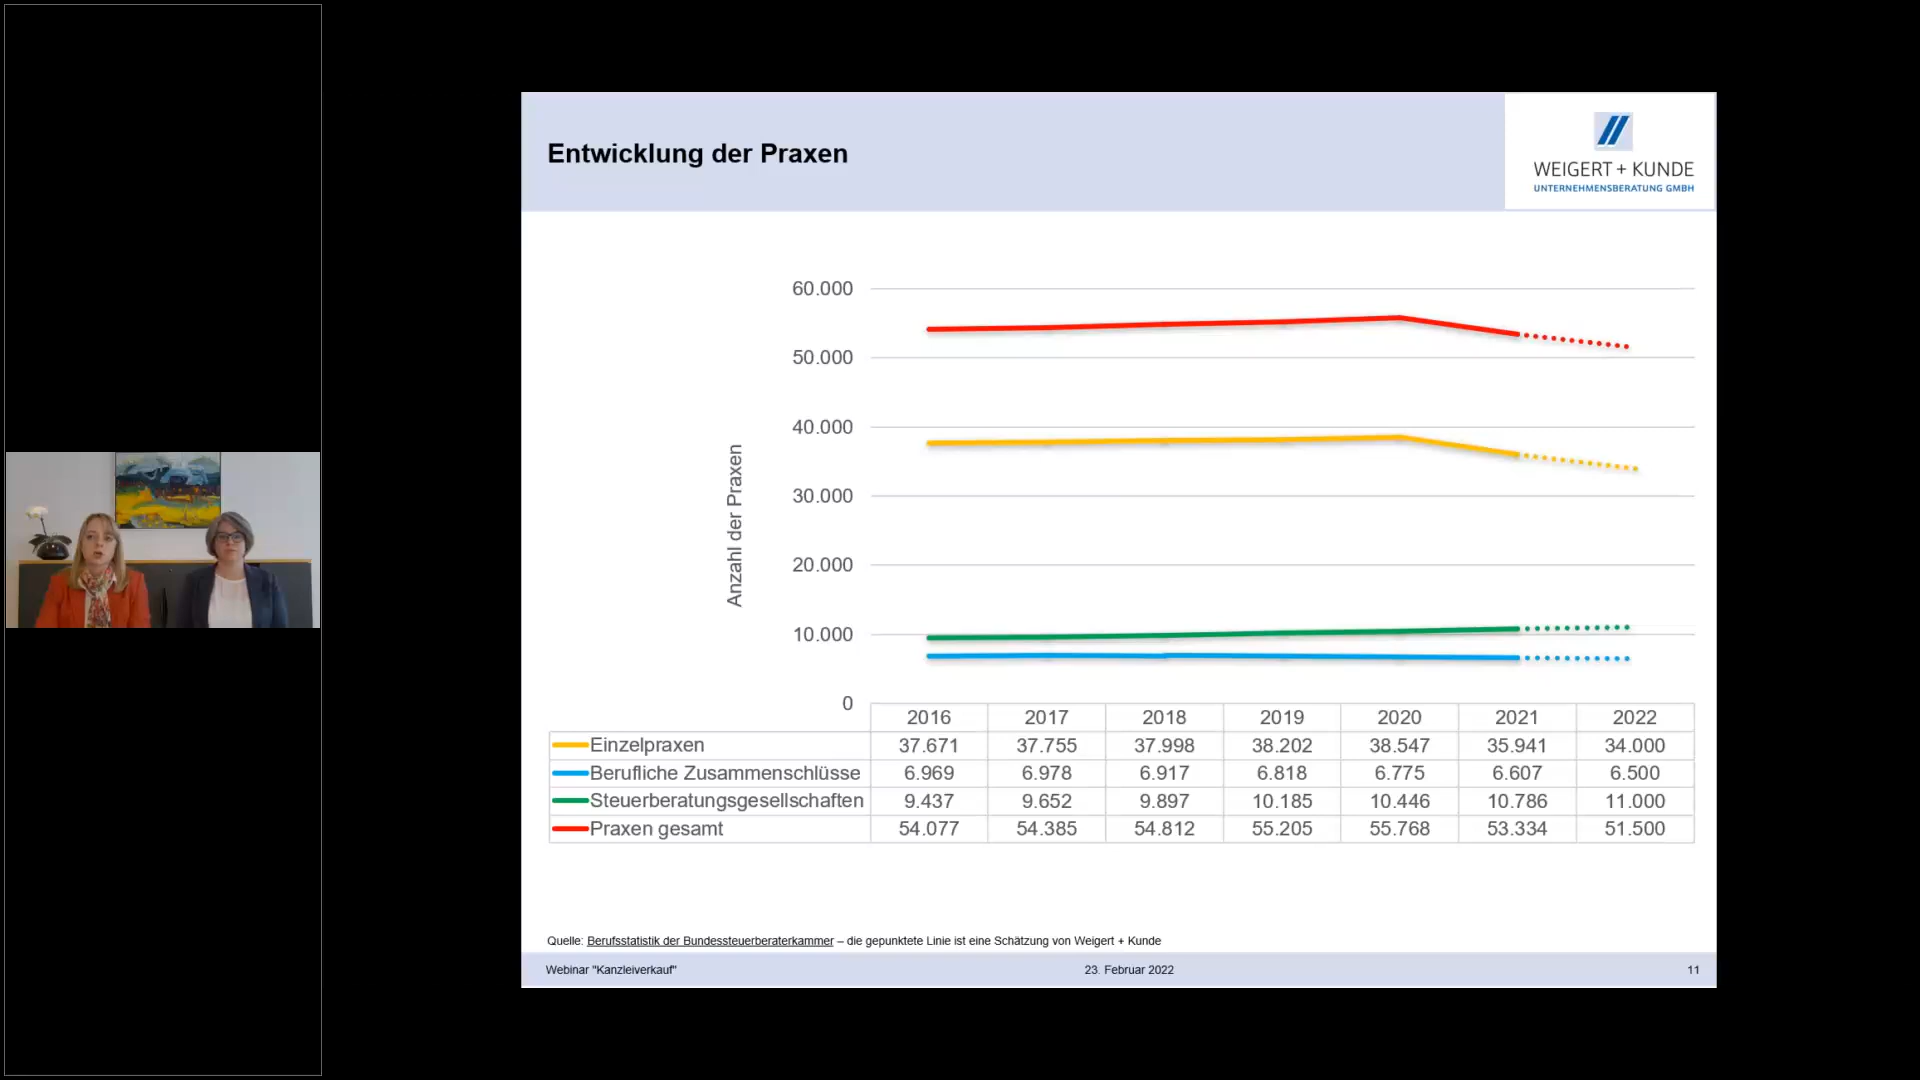 Entwicklung der Praxen
WEIGERT + KUNDE
UNTERNEHMENSBERATUNG GMBH
Anzahl der Praxen
60.000
50.000
40.000
30.000
20.000
10.000
0
2016 2017 2018 2019 2020 2021 2022
Einzelpraxen 37.671 37.755 37.998 38.202 38.547 35.941 34.000
Berufliche Zusammenschlüsse 6.969 6.978 6.917 6.818 6.775 6.607 6.500
Steuerberatungsgesellschaften 9.437 9.652 9.897 10.185 10.446 10.786 11.000
Praxen gesamt 54.077 54.385 54.812 55.205 55.768 53.334 51.500
Quelle: Berufsstatistik der Bundessteuerberaterkammer – die gepunktete Linie ist eine Schätzung von Weigert + Kunde
Webinar "Kanzleiverkauf" 23. Februar 2022 11